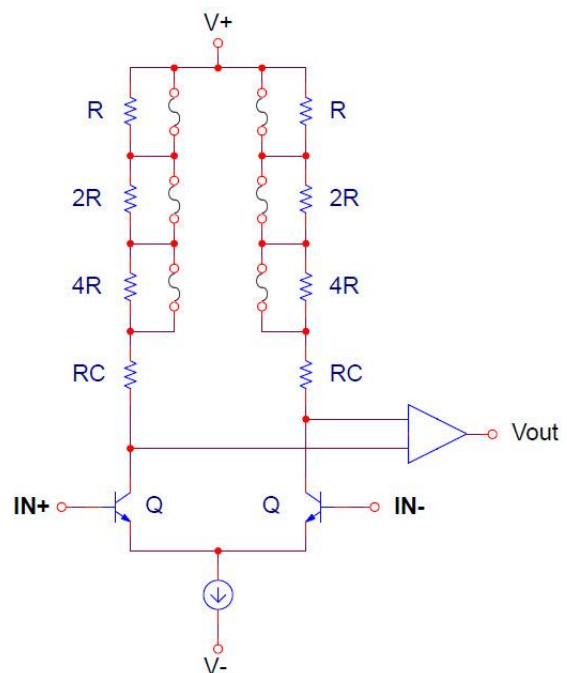 V+
R R
2R 2R
4R 4R
RC RC
Vout
IN+ Q Q IN-
V-